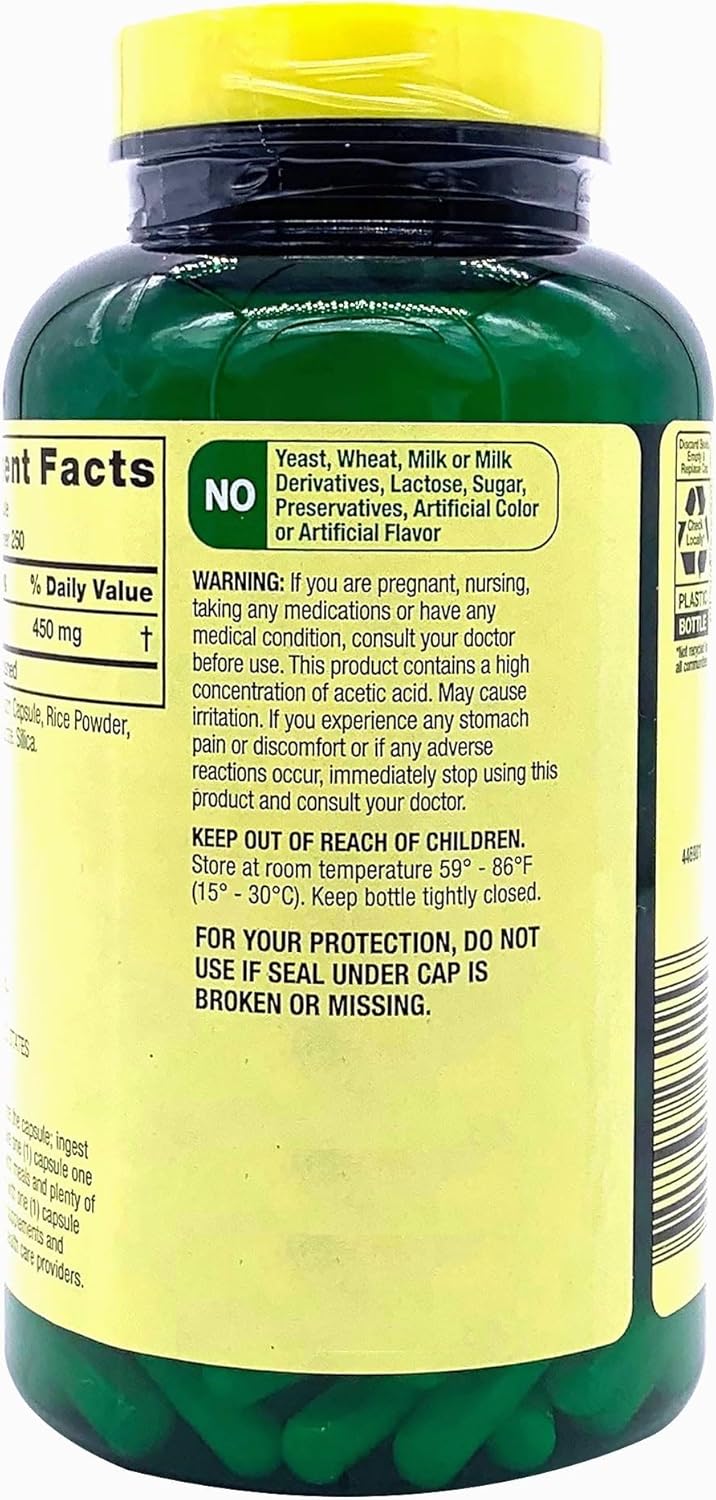 Facts
250
% Daily Value
450 mg †
Capsule, Rice Powder,
Silica.
capsule; ingest
(1) capsule one
meals and plenty of
one (1) capsule
and
care providers.
NO
Yeast, Wheat, Milk or Milk
Derivatives, Lactose, Sugar,
Preservatives, Artificial Color
or Artificial Flavor
WARNING: If you are pregnant, nursing,
taking any medications or have any
medical condition, consult your doctor
before use. This product contains a high
concentration of acetic acid. May cause
irritation. If you experience any stomach
pain or discomfort or if any adverse
reactions occur, immediately stop using this
product and consult your doctor.
KEEP OUT OF REACH OF CHILDREN.
Store at room temperature 59° - 86°F
(15° - 30°C). Keep bottle tightly closed.
FOR YOUR PROTECTION, DO NOT
USE IF SEAL UNDER CAP IS
BROKEN OR MISSING.
Empty &
Replace
Check
Locally*
PLASTIC
BOTTLE
all